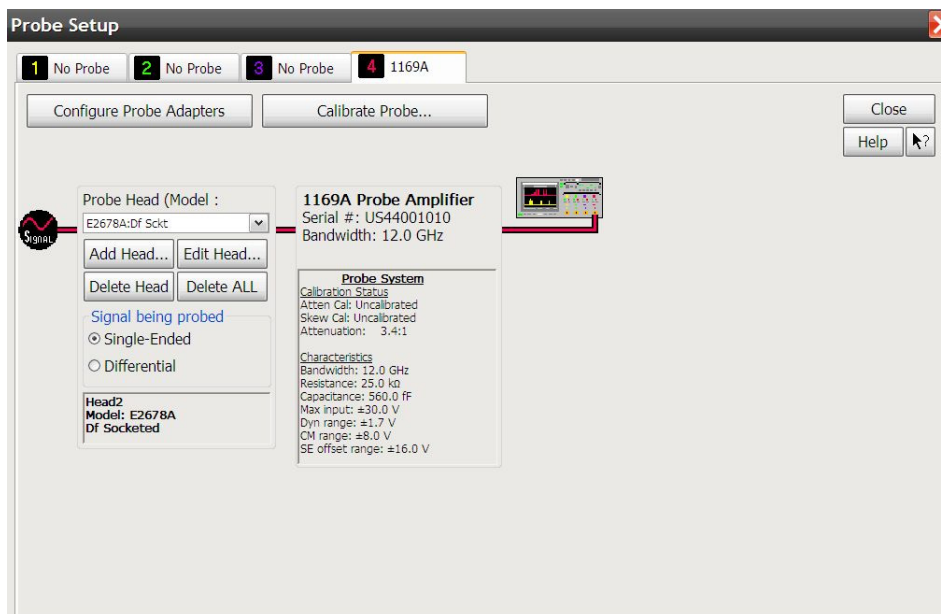 Probe Setup
1 No Probe 2 No Probe 3 No Probe 4 1169A
Configure Probe Adapters Calibrate Probe... Close
Help ?
Probe Head (Model :
E2678A:Df Sckt
Add Head... Edit Head...
Delete Head Delete ALL
Signal being probed
Single-Ended
Differential
Head2
Model: E2678A
Df Socketed
SIGNAL
1169A Probe Amplifier
Serial #: US44001010
Bandwidth: 12.0 GHz
Probe System
Calibration Status
Atten Cal: Uncalibrated
Skew Cal: Uncalibrated
Attenuation: 3.4:1
Characteristics
Bandwidth: 12.0 GHz
Resistance: 25.0 kΩ
Capacitance: 560.0 fF
Max input: ±30.0 V
Dyn range: ±1.7 V
CM range: ±8.0 V
SE offset range: ±16.0 V